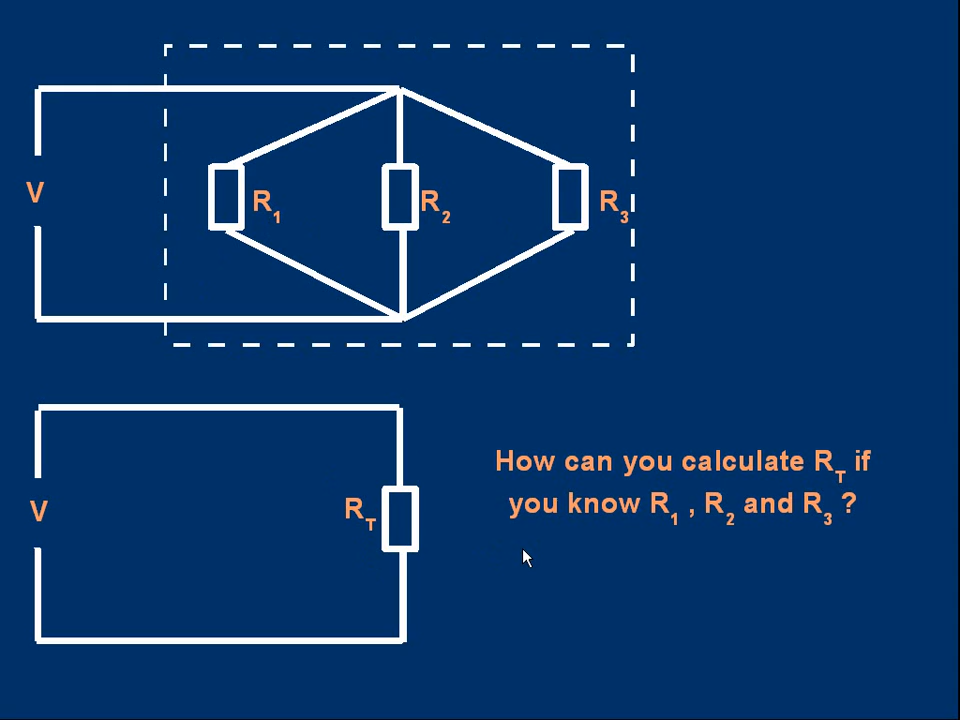 V
R1
R2
R3
V
RT
How can you calculate RT if
you know R1 , R2 and R3 ?